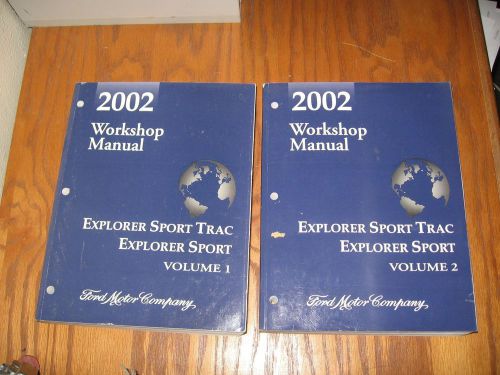 2002
Workshop
Manual
EXPLORER SPORT TRAC
EXPLORER SPORT
VOLUME 1
Ford Motor Company
2002
Workshop
Manual
EXPLORER SPORT TRAC
EXPLORER SPORT
VOLUME 2
Ford Motor Company